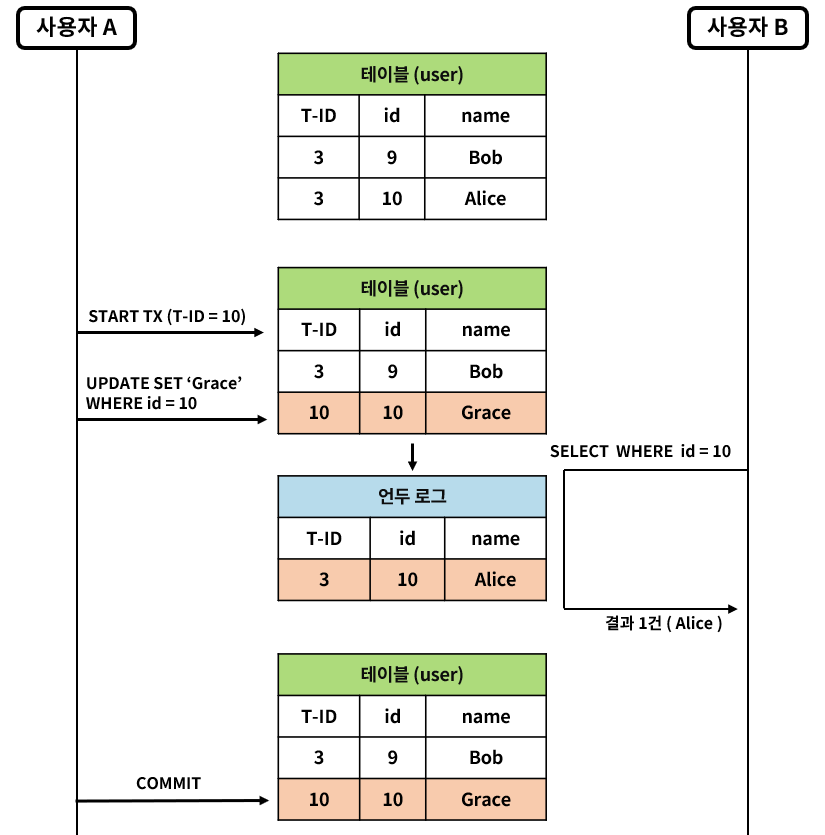 사용자 A
사용자 B
테이블 (user)
T-ID id name
3 9 Bob
3 10 Alice
START TX (T-ID = 10)
UPDATE SET ‘Grace’
WHERE id = 10
테이블 (user)
T-ID id name
3 9 Bob
10 10 Grace
SELECT WHERE id = 10
언두 로그
T-ID id name
3 10 Alice
결과 1건 ( Alice )
테이블 (user)
T-ID id name
3 9 Bob
10 10 Grace
COMMIT